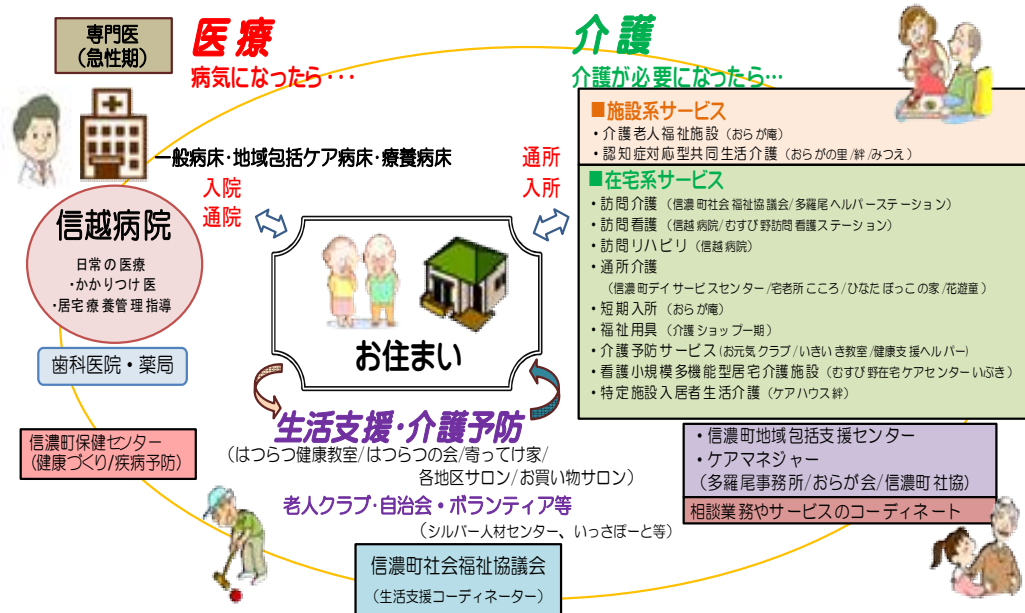 専門医
(急性期)
医療
病気になったら・・・
介護
介護が必要になったら…
一般病床・地域包括ケア病床・療養病床
入院
通院
通所
入所
信越病院
日常の医療
・かかりつけ医
・居宅療養管理指導
歯科医院・薬局
お住まい
■施設系サービス
・介護老人福祉施設（おらが庵）
・認知症対応型共同生活介護（おらがの里/絆/みつえ）
■在宅系サービス
・訪問介護（信濃町社会福祉協議会/多羅尾ヘルパーステーション）
・訪問看護（信越病院/むすび野訪問看護ステーション）
・訪問リハビリ（信越病院）
・通所介護
（信濃町デイサービスセンター/宅老所こころ/ひなたぼっこの家/花遊童）
・短期入所（おらが庵）
・福祉用具（介護ショップ一期）
・介護予防サービス(お元気クラブ/いきいき教室/健康支援ヘルパー)
・看護小規模多機能型居宅介護施設（むすび野在宅ケアセンターいぶき）
・特定施設入居者生活介護（ケアハウス絆）
生活支援・介護予防
（はつらつ健康教室/はつらつの会/寄ってけ家/
各地区サロン/お買い物サロン）
老人クラブ・自治会・ボランティア等
（シルバー人材センター、いっさぽーと等）
信濃町保健センター
(健康づくり/疾病予防)
・信濃町地域包括支援センター
・ケアマネジャー
（多羅尾事務所/おらが会/信濃町社協）
相談業務やサービスのコーディネート
信濃町社会福祉協議会
（生活支援コーディネーター）